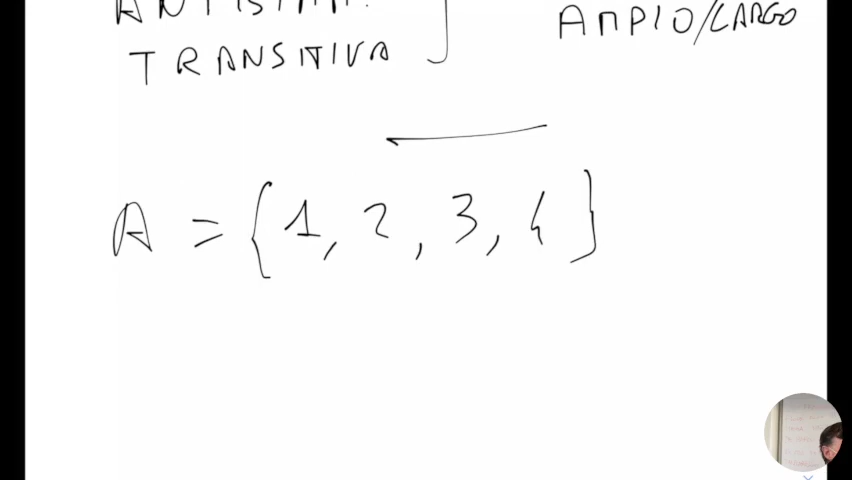 TRANSITIVA
AMPIO/LARGO
A = {1, 2, 3, 4}